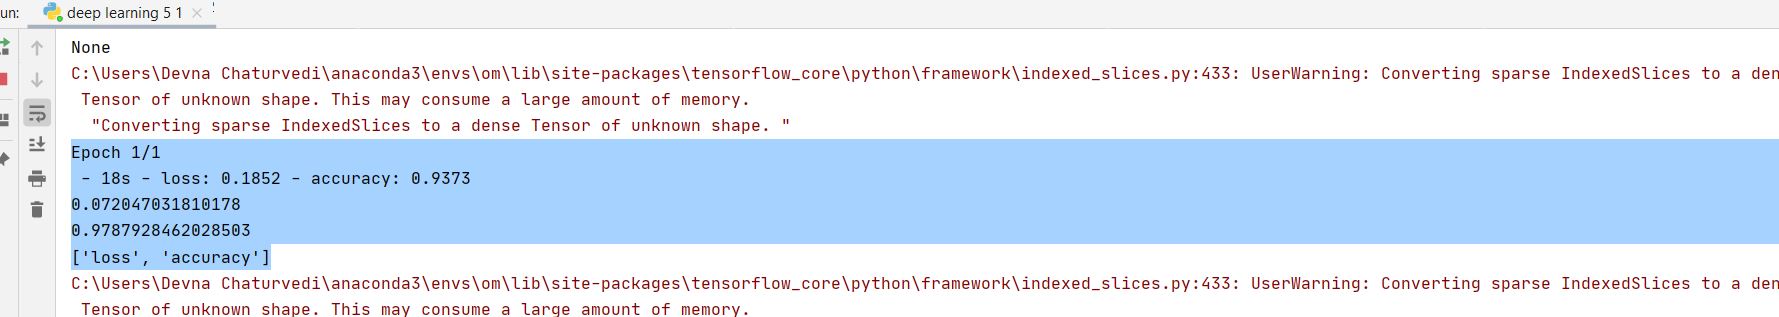 un:
deep learning 5 1 ×
None
C:\Users\Devna Chaturvedi\anaconda3\envs\om\lib\site-packages\tensorflow_core\python\framework\indexed_slices.py:433: UserWarning: Converting sparse IndexedSlices to a den
Tensor of unknown shape. This may consume a large amount of memory.
"Converting sparse IndexedSlices to a dense Tensor of unknown shape. "
Epoch 1/1
- 18s - loss: 0.1852 - accuracy: 0.9373
0.072047031810178
0.9787928462028503
['loss', 'accuracy']
C:\Users\Devna Chaturvedi\anaconda3\envs\om\lib\site-packages\tensorflow_core\python\framework\indexed_slices.py:433: UserWarning: Converting sparse IndexedSlices to a den
Tensor of unknown shape. This may consume a large amount of memory.